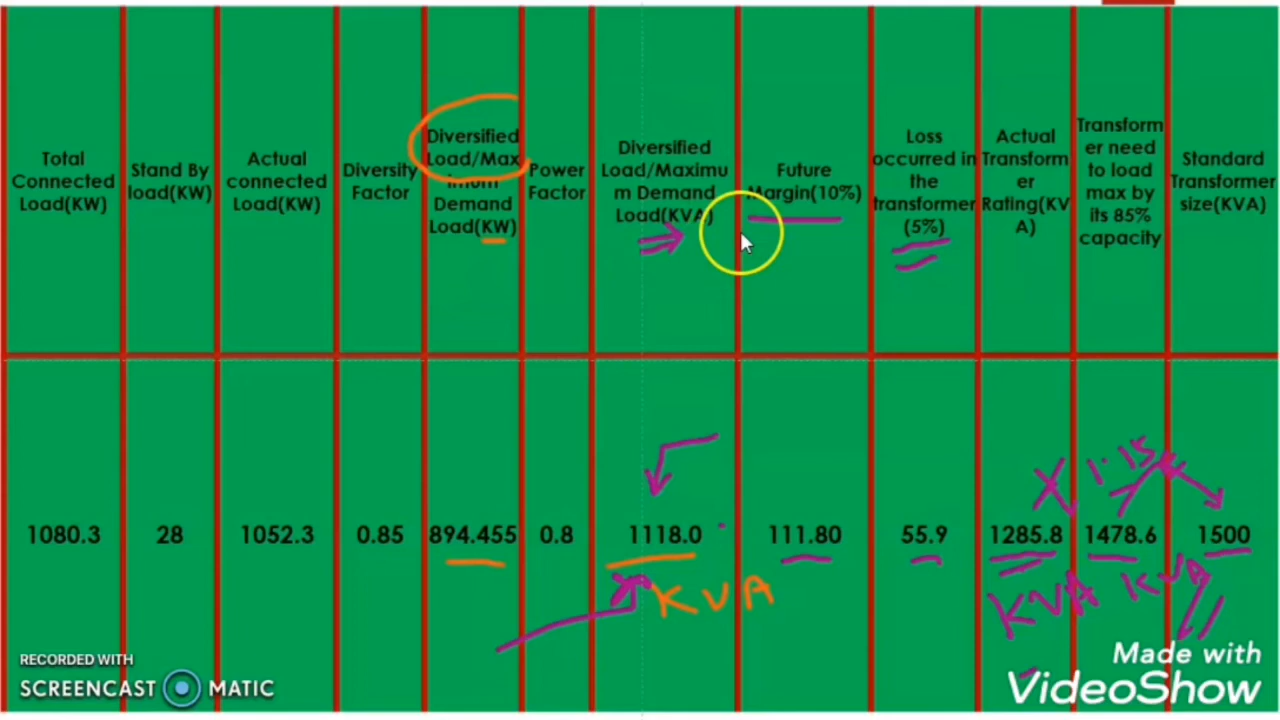 Total
Connected
Load(KW)
Stand By
load(KW)
Actual
connected
Load(KW)
Diversity
Factor
Diversified
Load/Max
imum
Demand
Load(KW)
Power
Factor
Diversified
Load/Maximu
m Demand
Load(KVA)
Future
Margin(10%)
Loss
occurred in
the
transformer
(5%)
Actual
Transform
er
Rating(KV
A)
Transform
er need
to load
max by
its 85%
capacity
Standard
Transformer
size(KVA)
1080.3
28
1052.3
0.85
894.455
0.8
1118.0
111.80
55.9
1285.8
1478.6
1500
X 1.15
KVA
KVA
KVA
RECORDED WITH
SCREENCAST MATIC
Made with
VideoShow